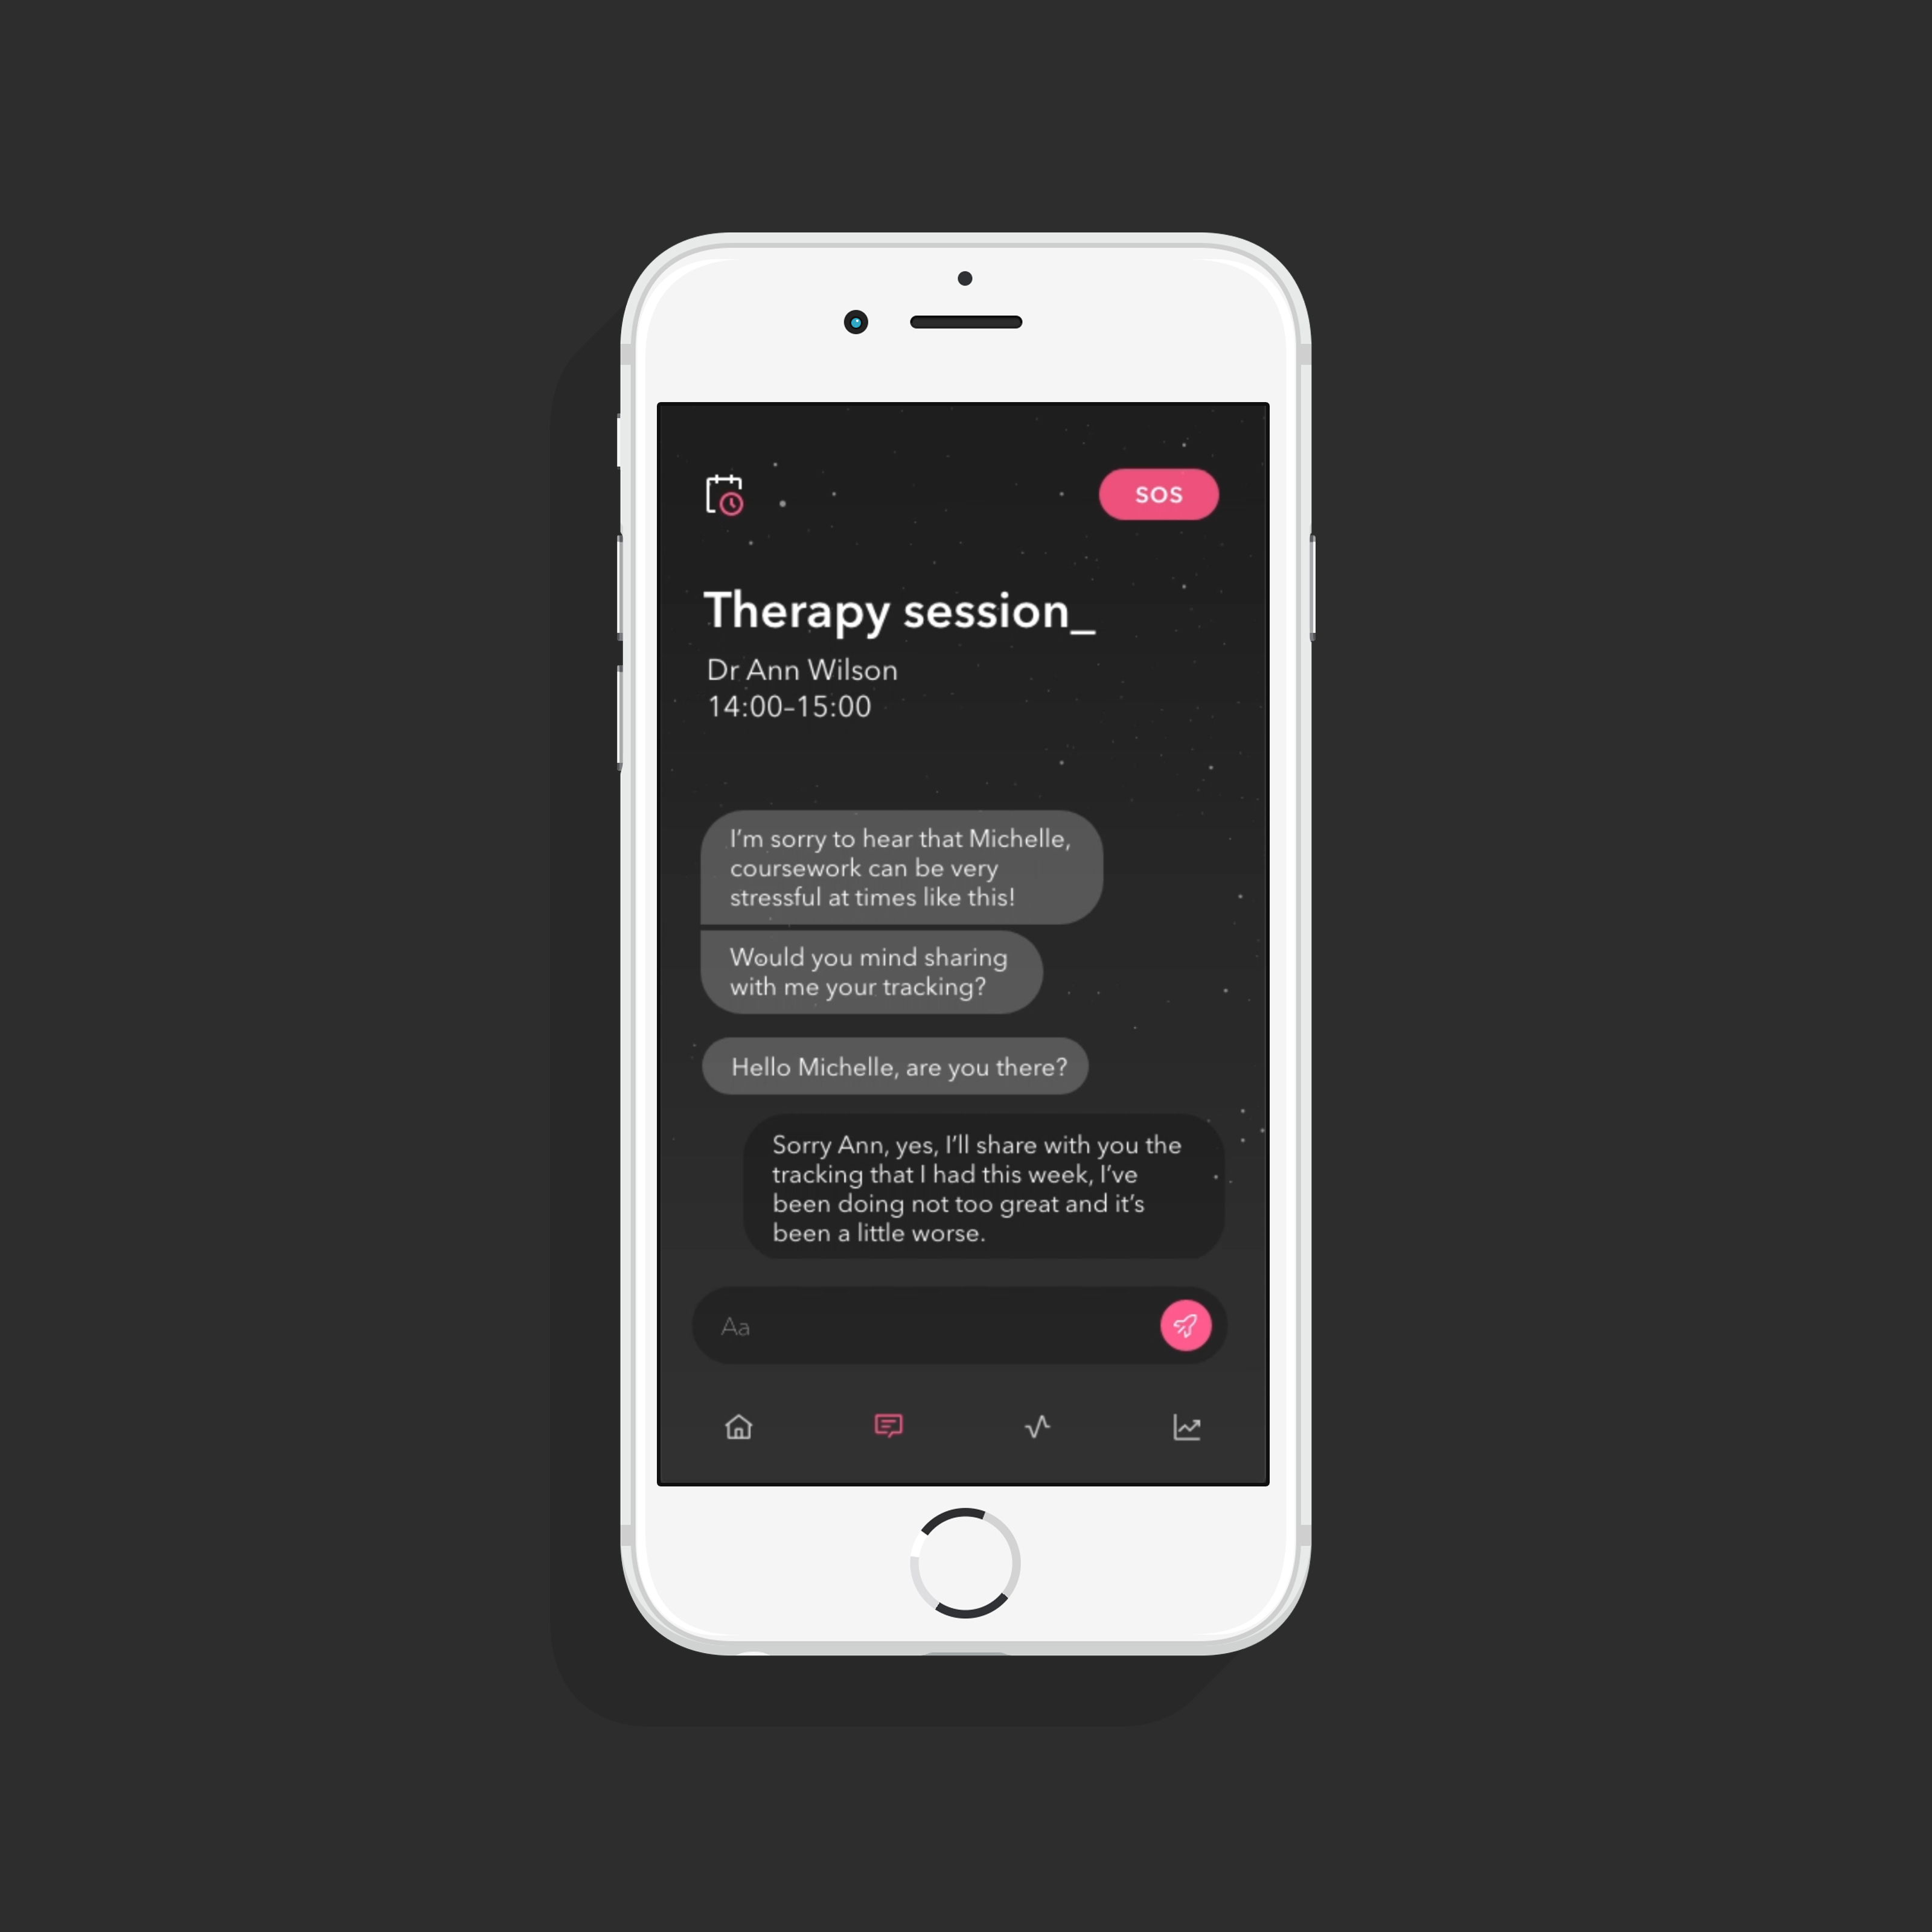 SOS
Therapy session_
Dr Ann Wilson
14:00–15:00
I’m sorry to hear that Michelle,
coursework can be very
stressful at times like this!
Would you mind sharing
with me your tracking?
Hello Michelle, are you there?
Sorry Ann, yes, I’ll share with you the
tracking that I had this week, I’ve
been doing not too great and it’s
been a little worse.
Aa